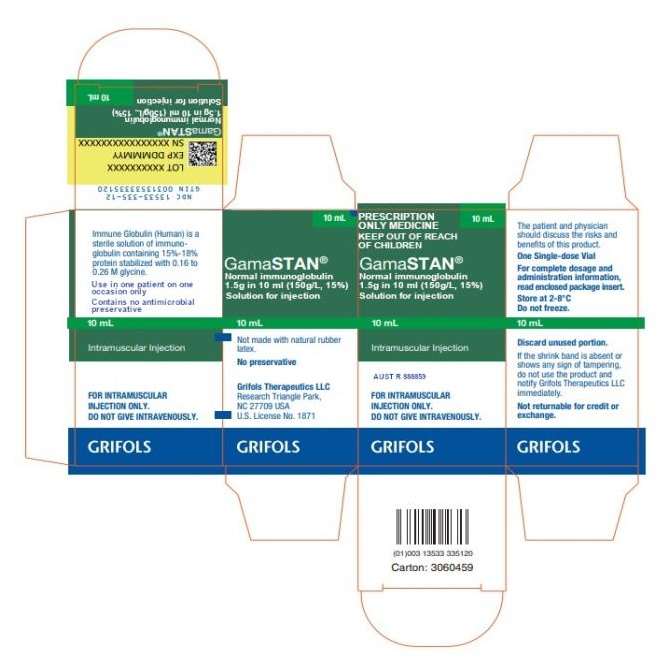 NDC 13533-335-12
GTIN 00313533335120
LOT XXXXXXXXXX
EXP DDMMMYY
SN XXXXXXXXXXXXXXXXXX
GamaSTAN®
Normal immunoglobulin
1.5g in 10 ml (150g/L, 15%)
Solution for injection
10 mL
Immune Globulin (Human) is a
sterile solution of immuno-
globulin containing 15%-18%
protein stabilized with 0.16 to
0.26 M glycine.
Use in one patient on one
occasion only
Contains no antimicrobial
preservative
10 mL
Intramuscular Injection
FOR INTRAMUSCULAR
INJECTION ONLY.
DO NOT GIVE INTRAVENOUSLY.
GRIFOLS
10 mL
GamaSTAN®
Normal immunoglobulin
1.5g in 10 ml (150g/L, 15%)
Solution for injection
10 mL
Not made with natural rubber
latex.
No preservative
Grifols Therapeutics LLC
Research Triangle Park,
NC 27709 USA
U.S. License No. 1871
GRIFOLS
PRESCRIPTION
ONLY MEDICINE
KEEP OUT OF REACH
OF CHILDREN
10 mL
GamaSTAN®
Normal immunoglobulin
1.5g in 10 ml (150g/L, 15%)
Solution for injection
10 mL
Intramuscular Injection
AUST R 888859
FOR INTRAMUSCULAR
INJECTION ONLY.
DO NOT GIVE INTRAVENOUSLY.
GRIFOLS
The patient and physician
should discuss the risks and
benefits of this product.
One Single-dose Vial
For complete dosage and
administration information,
read enclosed package insert.
Store at 2-8°C
Do not freeze.
10 mL
Discard unused portion.
If the shrink band is absent or
shows any sign of tampering,
do not use the product and
notify Grifols Therapeutics LLC
immediately.
Not returnable for credit or
exchange.
GRIFOLS
(01)003 13533 335120
Carton: 3060459